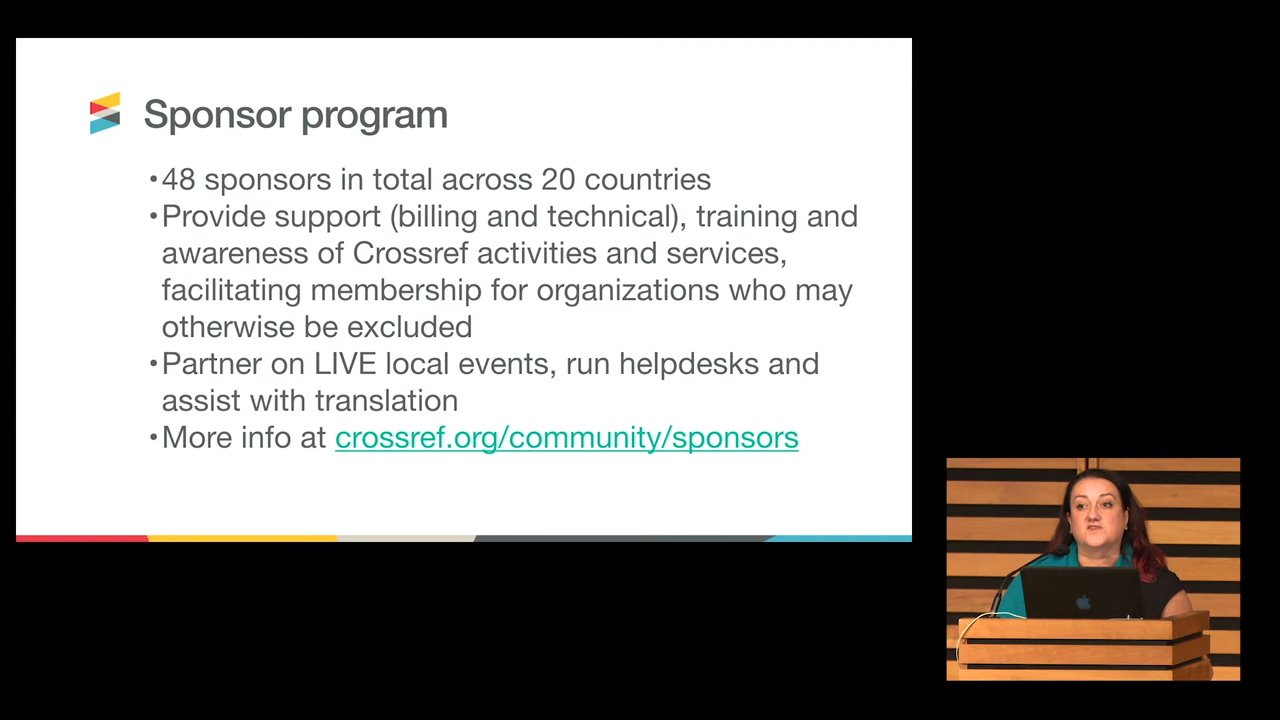 Sponsor program
•48 sponsors in total across 20 countries
•Provide support (billing and technical), training and
awareness of Crossref activities and services,
facilitating membership for organizations who may
otherwise be excluded
•Partner on LIVE local events, run helpdesks and
assist with translation
•More info at crossref.org/community/sponsors